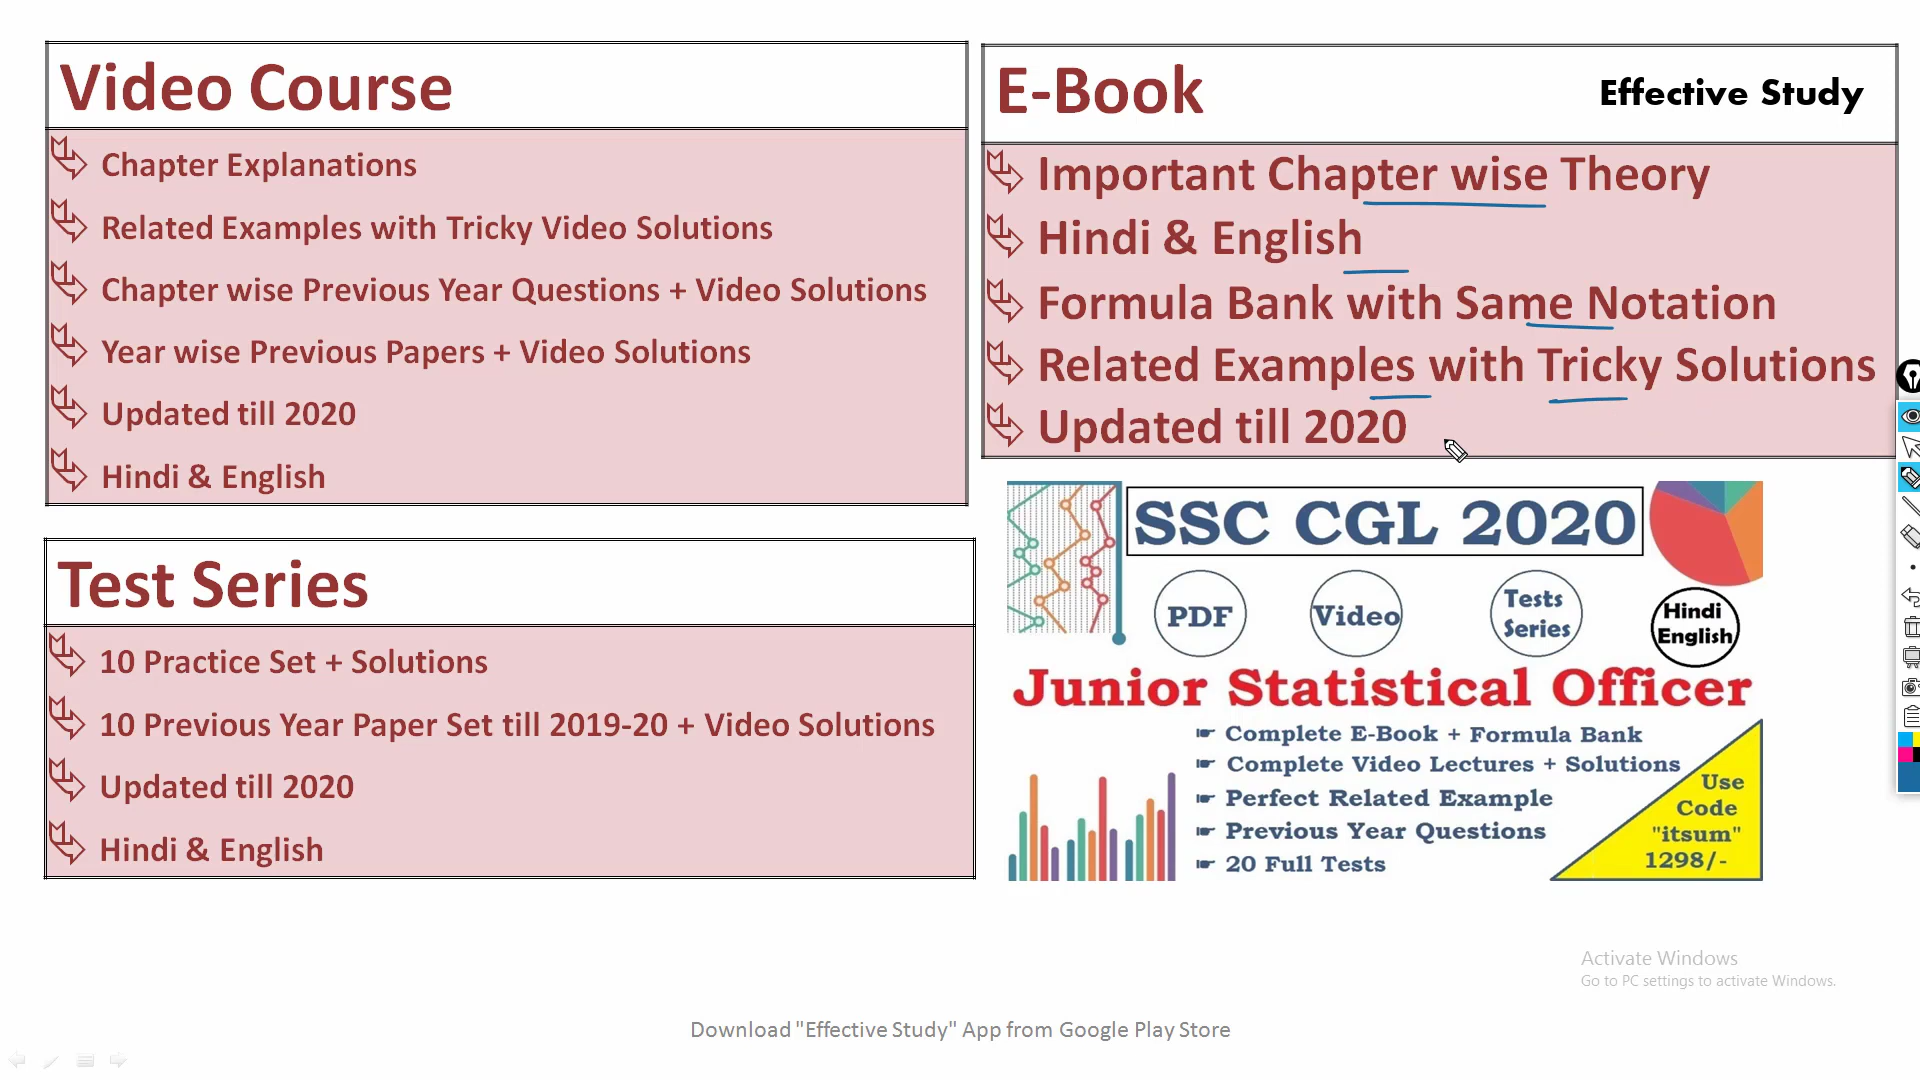 Video Course
Chapter Explanations
Related Examples with Tricky Video Solutions
Chapter wise Previous Year Questions + Video Solutions
Year wise Previous Papers + Video Solutions
Updated till 2020
Hindi & English
E-Book
Effective Study
Important Chapter wise Theory
Hindi & English
Formula Bank with Same Notation
Related Examples with Tricky Solutions
Updated till 2020
Test Series
10 Practice Set + Solutions
10 Previous Year Paper Set till 2019-20 + Video Solutions
Updated till 2020
Hindi & English
SSC CGL 2020
PDF
Video
Tests
Series
Hindi
English
Junior Statistical Officer
Complete E-Book + Formula Bank
Complete Video Lectures + Solutions
Perfect Related Example
Previous Year Questions
20 Full Tests
Use
Code
"itsum"
1298/-
Activate Windows
Go to PC settings to activate Windows.
Download "Effective Study" App from Google Play Store